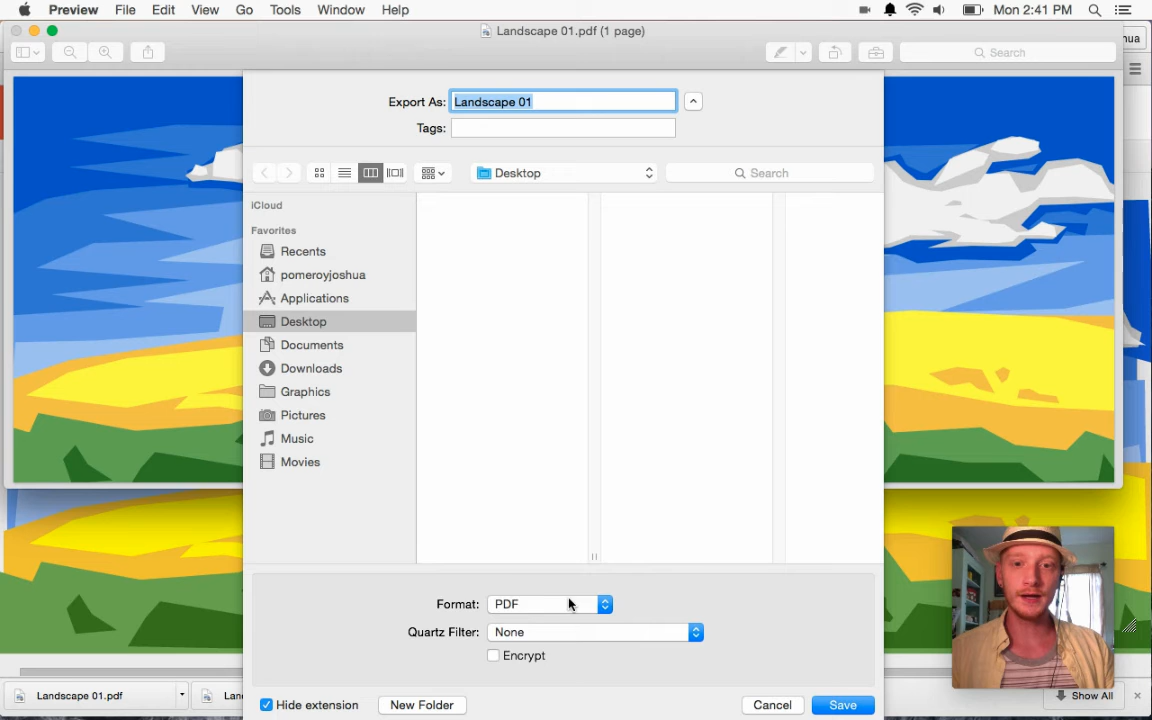 Preview File Edit View Go Tools Window Help Mon 2:41 PM
Landscape 01.pdf (1 page)
Search
Export As: Landscape 01
Tags:
Desktop
Search
iCloud
Favorites
Recents
pomeroyjoshua
Applications
Desktop
Documents
Downloads
Graphics
Pictures
Music
Movies
Format: PDF
Quartz Filter: None
Encrypt
Hide extension New Folder Cancel Save
Landscape 01.pdf
Show All